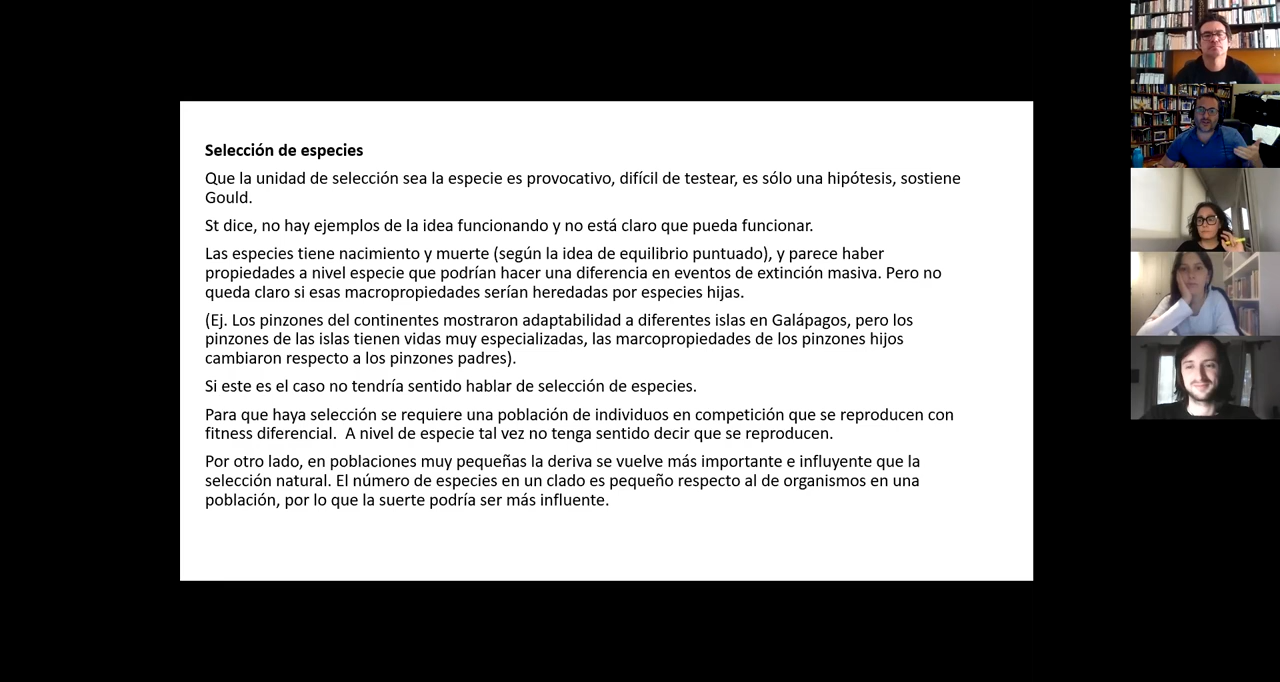 Selección de especies
Que la unidad de selección sea la especie es provocativo, difícil de testear, es sólo una hipótesis, sostiene
Gould.
St dice, no hay ejemplos de la idea funcionando y no está claro que pueda funcionar.
Las especies tiene nacimiento y muerte (según la idea de equilibrio puntuado), y parece haber
propiedades a nivel especie que podrían hacer una diferencia en eventos de extinción masiva. Pero no
queda claro si esas macropropiedades serían heredadas por especies hijas.
(Ej. Los pinzones del continentes mostraron adaptabilidad a diferentes islas en Galápagos, pero los
pinzones de las islas tienen vidas muy especializadas, las marcopropiedades de los pinzones hijos
cambiaron respecto a los pinzones padres).
Si este es el caso no tendría sentido hablar de selección de especies.
Para que haya selección se requiere una población de individuos en competición que se reproducen con
fitness diferencial.  A nivel de especie tal vez no tenga sentido decir que se reproducen.
Por otro lado, en poblaciones muy pequeñas la deriva se vuelve más importante e influyente que la
selección natural. El número de especies en un clado es pequeño respecto al de organismos en una
población, por lo que la suerte podría ser más influente.